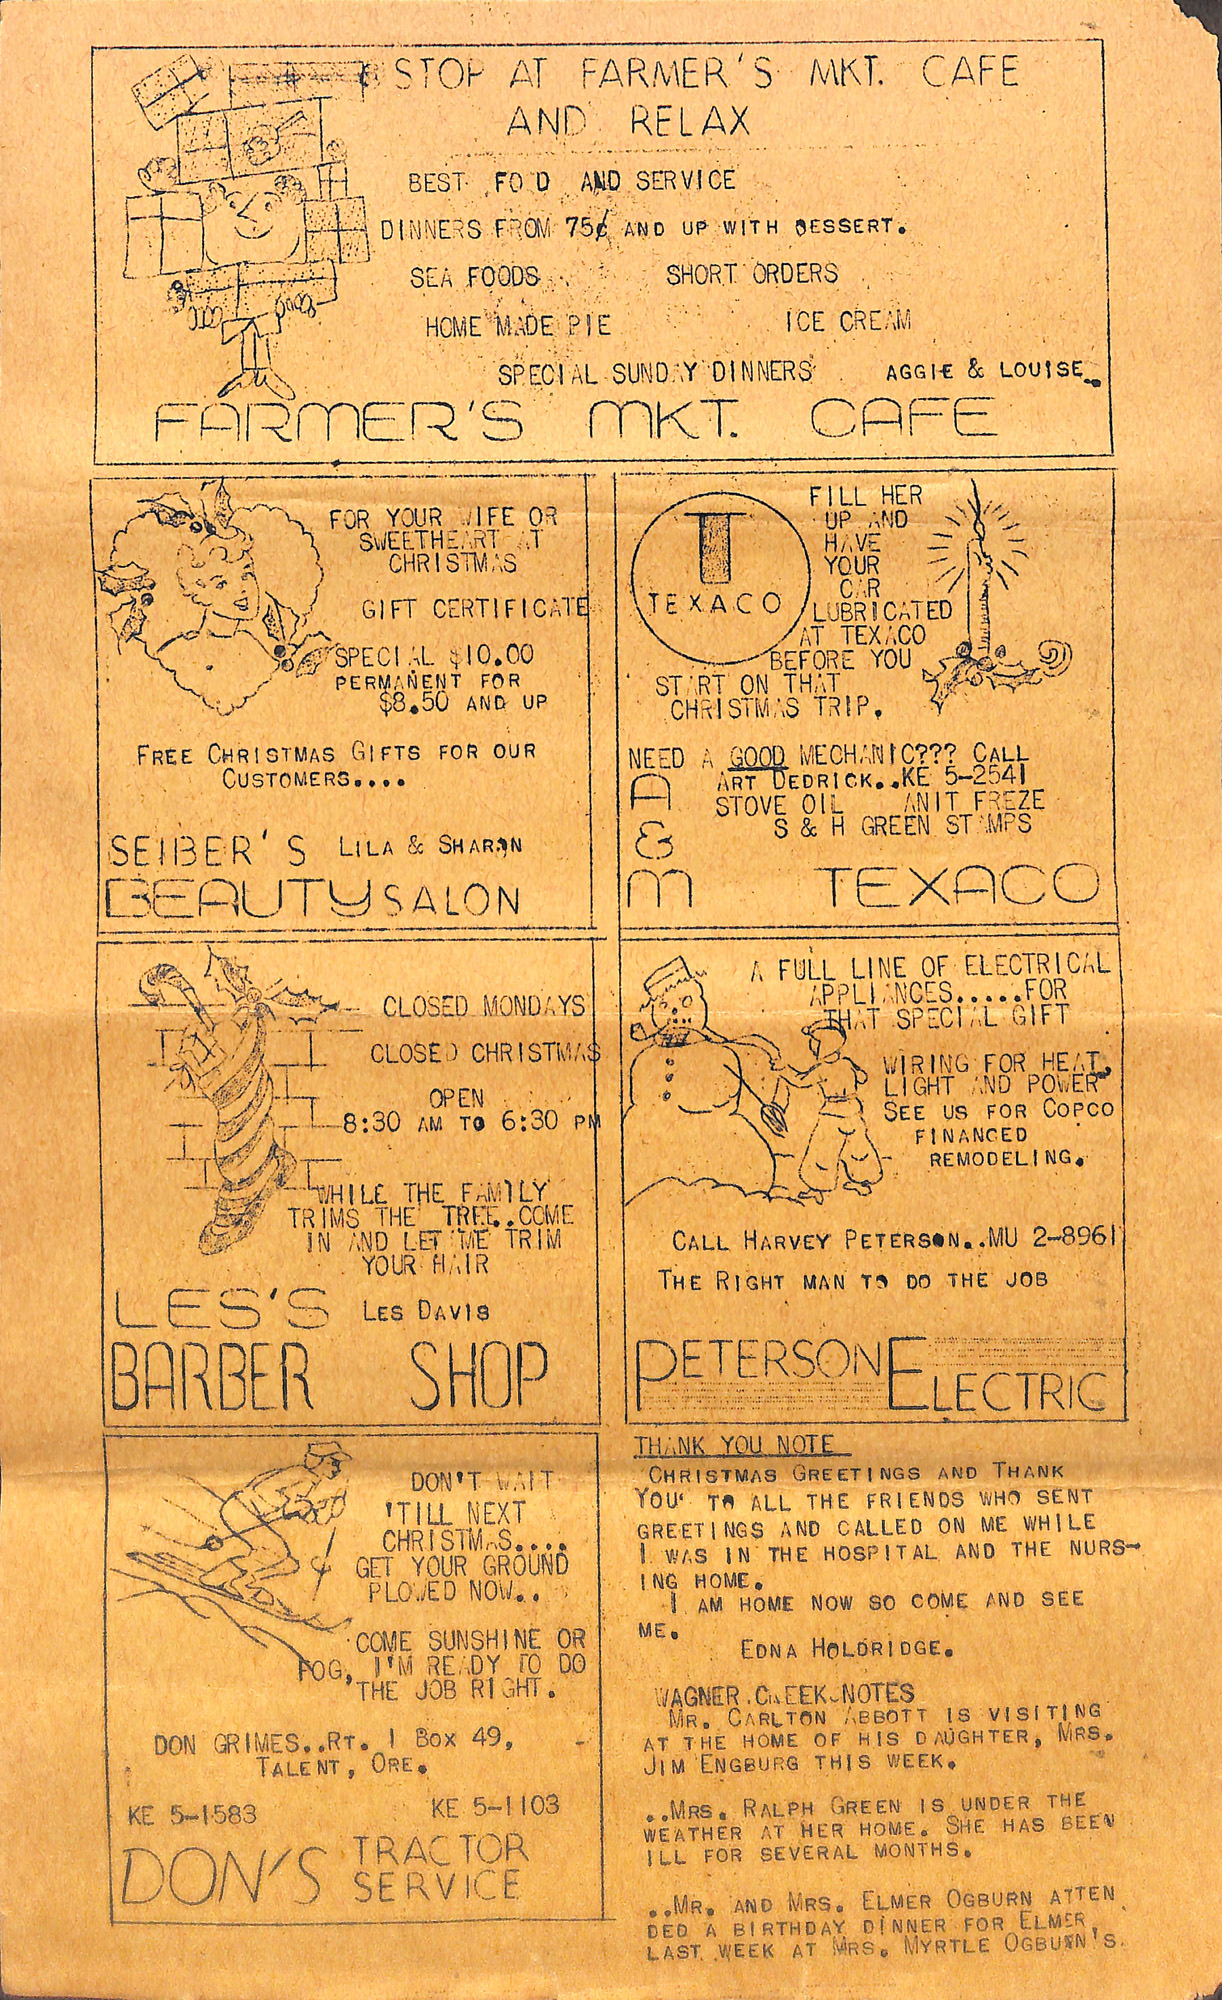 STOP AT FARMER'S MKT. CAFE
AND RELAX
BEST FOOD AND SERVICE
DINNERS FROM 75¢ AND UP WITH DESSERT.
SEA FOODS SHORT ORDERS
HOME MADE PIE ICE CREAM
SPECIAL SUNDAY DINNERS AGGIE & LOUISE
FARMER'S MKT. CAFE
FOR YOUR WIFE OR
SWEETHEART AT
CHRISTMAS
GIFT CERTIFICATE
SPECIAL $10.00
PERMANENT FOR
$8.50 AND UP
FREE CHRISTMAS GIFTS FOR OUR
CUSTOMERS....
SEIBER'S LILA & SHARON
BEAUTY SALON
T
TEXACO
FILL HER
UP AND
HAVE
YOUR
CAR
LUBRICATED
AT TEXACO
BEFORE YOU
START ON THAT
CHRISTMAS TRIP.
NEED A GOOD MECHANIC??? CALL
ART DEDRICK..KE 5-2541
STOVE OIL ANIT FREZE
S & H GREEN STAMPS
A & M TEXACO
CLOSED MONDAYS
CLOSED CHRISTMAS
OPEN
8:30 AM TO 6:30 PM
WHILE THE FAMILY
TRIMS THE TREE..COME
IN AND LET ME TRIM
YOUR HAIR
LES'S LES DAVIS
BARBER SHOP
A FULL LINE OF ELECTRICAL
APPLIANCES.....FOR
THAT SPECIAL GIFT
WIRING FOR HEAT,
LIGHT AND POWER
SEE US FOR COPCO
FINANCED
REMODELING.
CALL HARVEY PETERSON..MU 2-8961
THE RIGHT MAN TO DO THE JOB
PETERSON ELECTRIC
DON'T WAIT
'TILL NEXT
CHRISTMAS....
GET YOUR GROUND
PLOWED NOW..
COME SUNSHINE OR
FOG, I'M READY TO DO
THE JOB RIGHT.
DON GRIMES..RT. 1 BOX 49,
TALENT, ORE.
KE 5-1583 KE 5-1103
DON'S TRACTOR
SERVICE
THANK YOU NOTE
CHRISTMAS GREETINGS AND THANK
YOU TO ALL THE FRIENDS WHO SENT
GREETINGS AND CALLED ON ME WHILE
I WAS IN THE HOSPITAL AND THE NURS-
ING HOME.
I AM HOME NOW SO COME AND SEE
ME.
EDNA HOLDRIDGE.
WAGNER CREEK NOTES
MR. CARLTON ABBOTT IS VISITING
AT THE HOME OF HIS DAUGHTER, MRS.
JIM ENGBURG THIS WEEK.
..MRS. RALPH GREEN IS UNDER THE
WEATHER AT HER HOME. SHE HAS BEEN
ILL FOR SEVERAL MONTHS.
..MR. AND MRS. ELMER OGBURN ATTEN
DED A BIRTHDAY DINNER FOR ELMER,
LAST WEEK AT MRS. MYRTLE OGBURN'S.